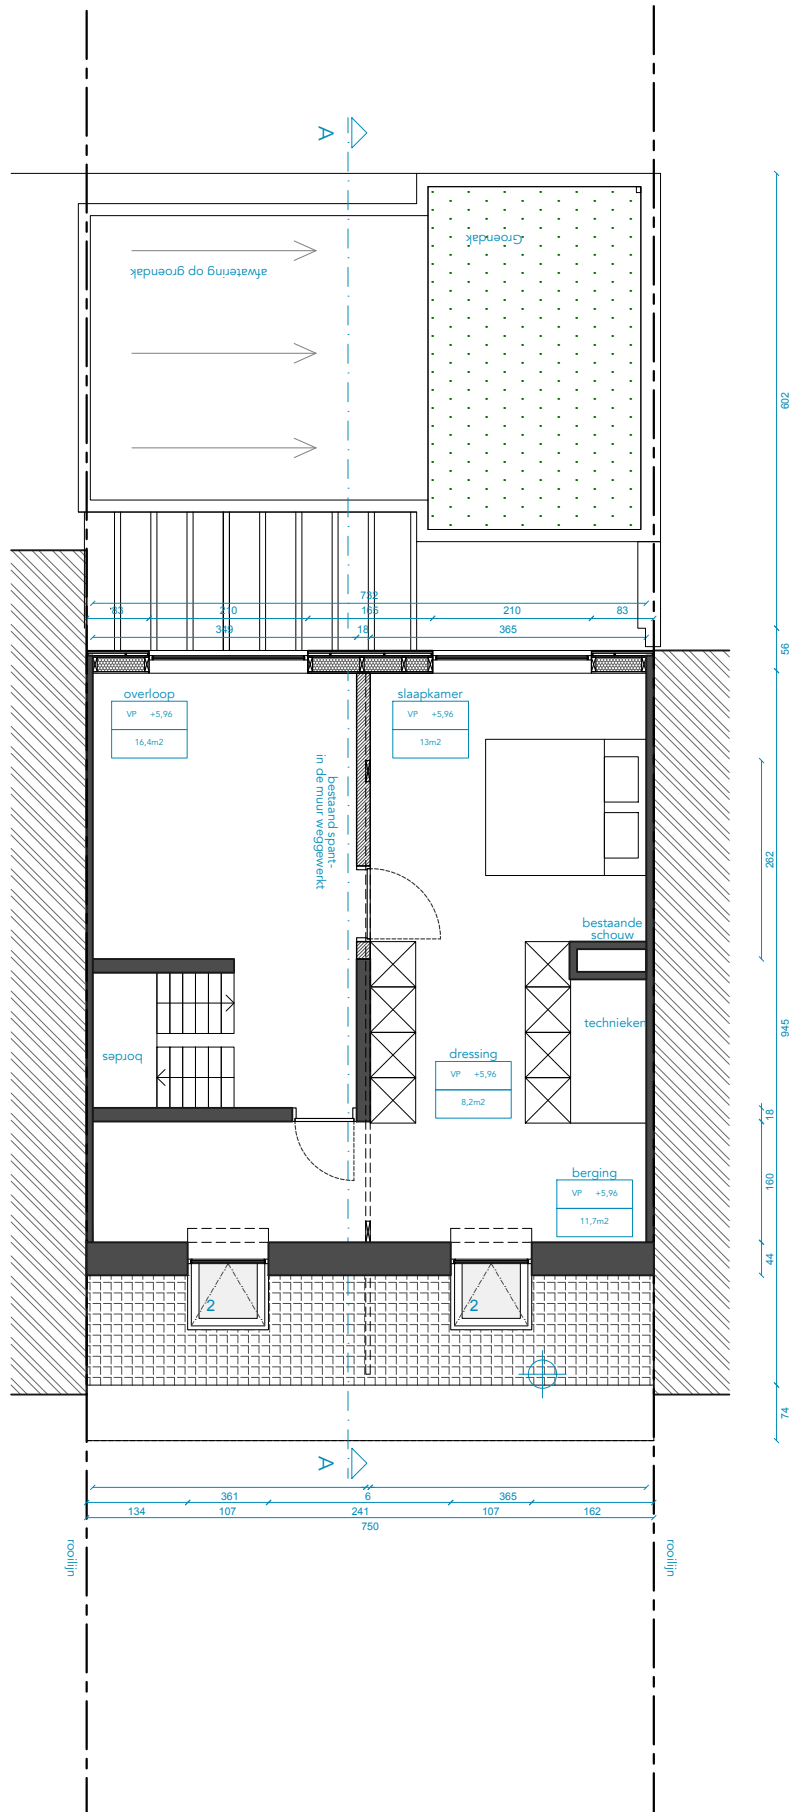 A
Groendak
afwatering op groendak
602
732
83
210
165
210
83
349
18
365
56
overloop
VP +5,96
16,4m2
slaapkamer
VP +5,96
13m2
bestaand spant-
in de muur weggewerkt
262
bestaande
schouw
technieken
945
bordes
dressing
VP +5,96
8,2m2
18
berging
VP +5,96
11,7m2
160
44
2
2
74
A
361
6
365
134
107
241
107
162
750
rooilijn
rooilijn